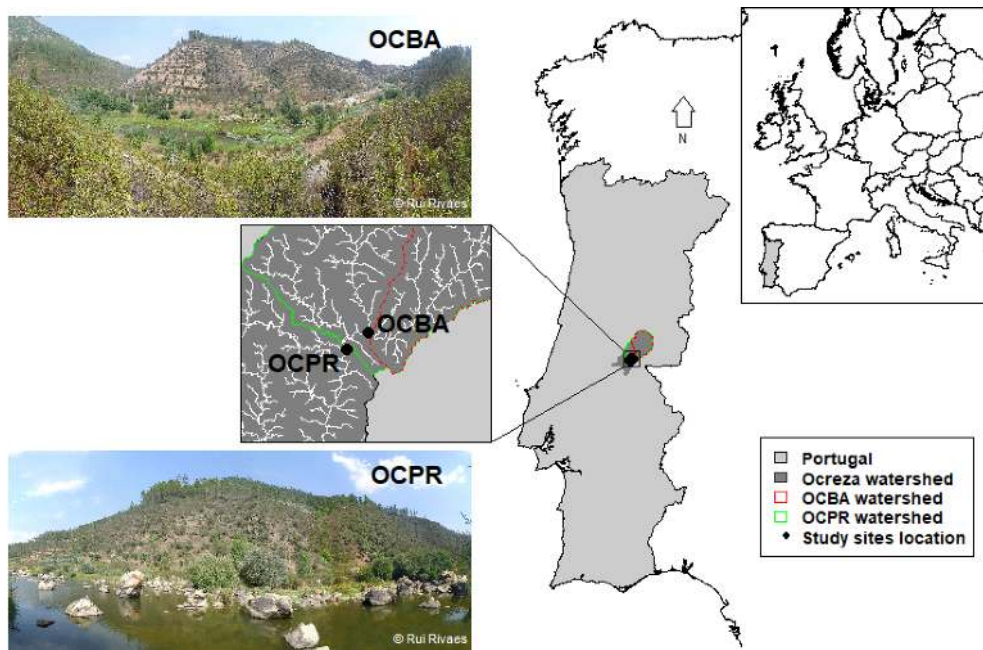 OCBA
© Rui Rivaes
N
OCBA
OCPR
OCPR
© Rui Rivaes
Portugal
Ocreza watershed
OCBA watershed
OCPR watershed
Study sites location